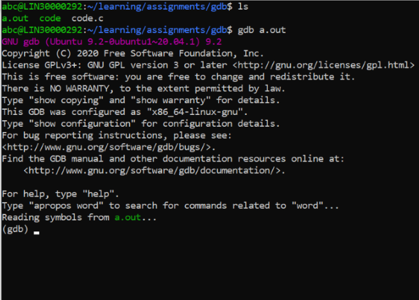 abc@LIN30000292:~/learning/assignments/gdb$ ls
a.out  code  code.c
abc@LIN30000292:~/learning/assignments/gdb$ gdb a.out
GNU gdb (Ubuntu 9.2-0ubuntu1~20.04.1) 9.2
Copyright (C) 2020 Free Software Foundation, Inc.
License GPLv3+: GNU GPL version 3 or later <http://gnu.org/licenses/gpl.html>
This is free software: you are free to change and redistribute it.
There is NO WARRANTY, to the extent permitted by law.
Type "show copying" and "show warranty" for details.
This GDB was configured as "x86_64-linux-gnu".
Type "show configuration" for configuration details.
For bug reporting instructions, please see:
<http://www.gnu.org/software/gdb/bugs/>.
Find the GDB manual and other documentation resources online at:
    <http://www.gnu.org/software/gdb/documentation/>.

For help, type "help".
Type "apropos word" to search for commands related to "word"...
Reading symbols from a.out...
(gdb)